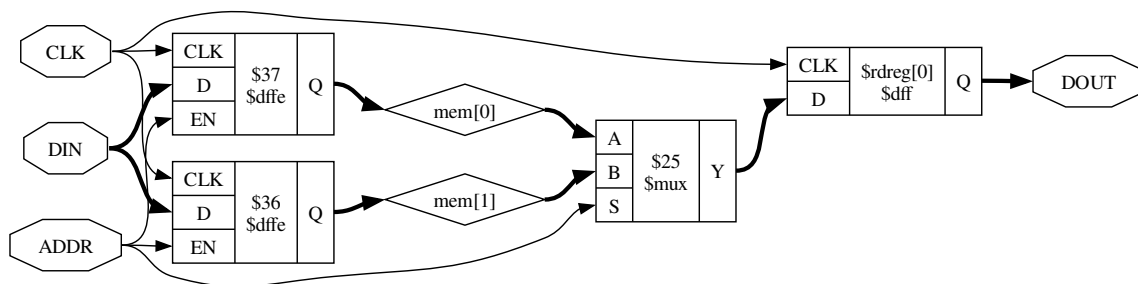 CLK
DIN
ADDR
CLK
D
EN
$37
$dffe
Q
CLK
D
EN
$36
$dffe
Q
mem[0]
mem[1]
A
B
S
$25
$mux
Y
CLK
D
$rdreg[0]
$dff
Q
DOUT